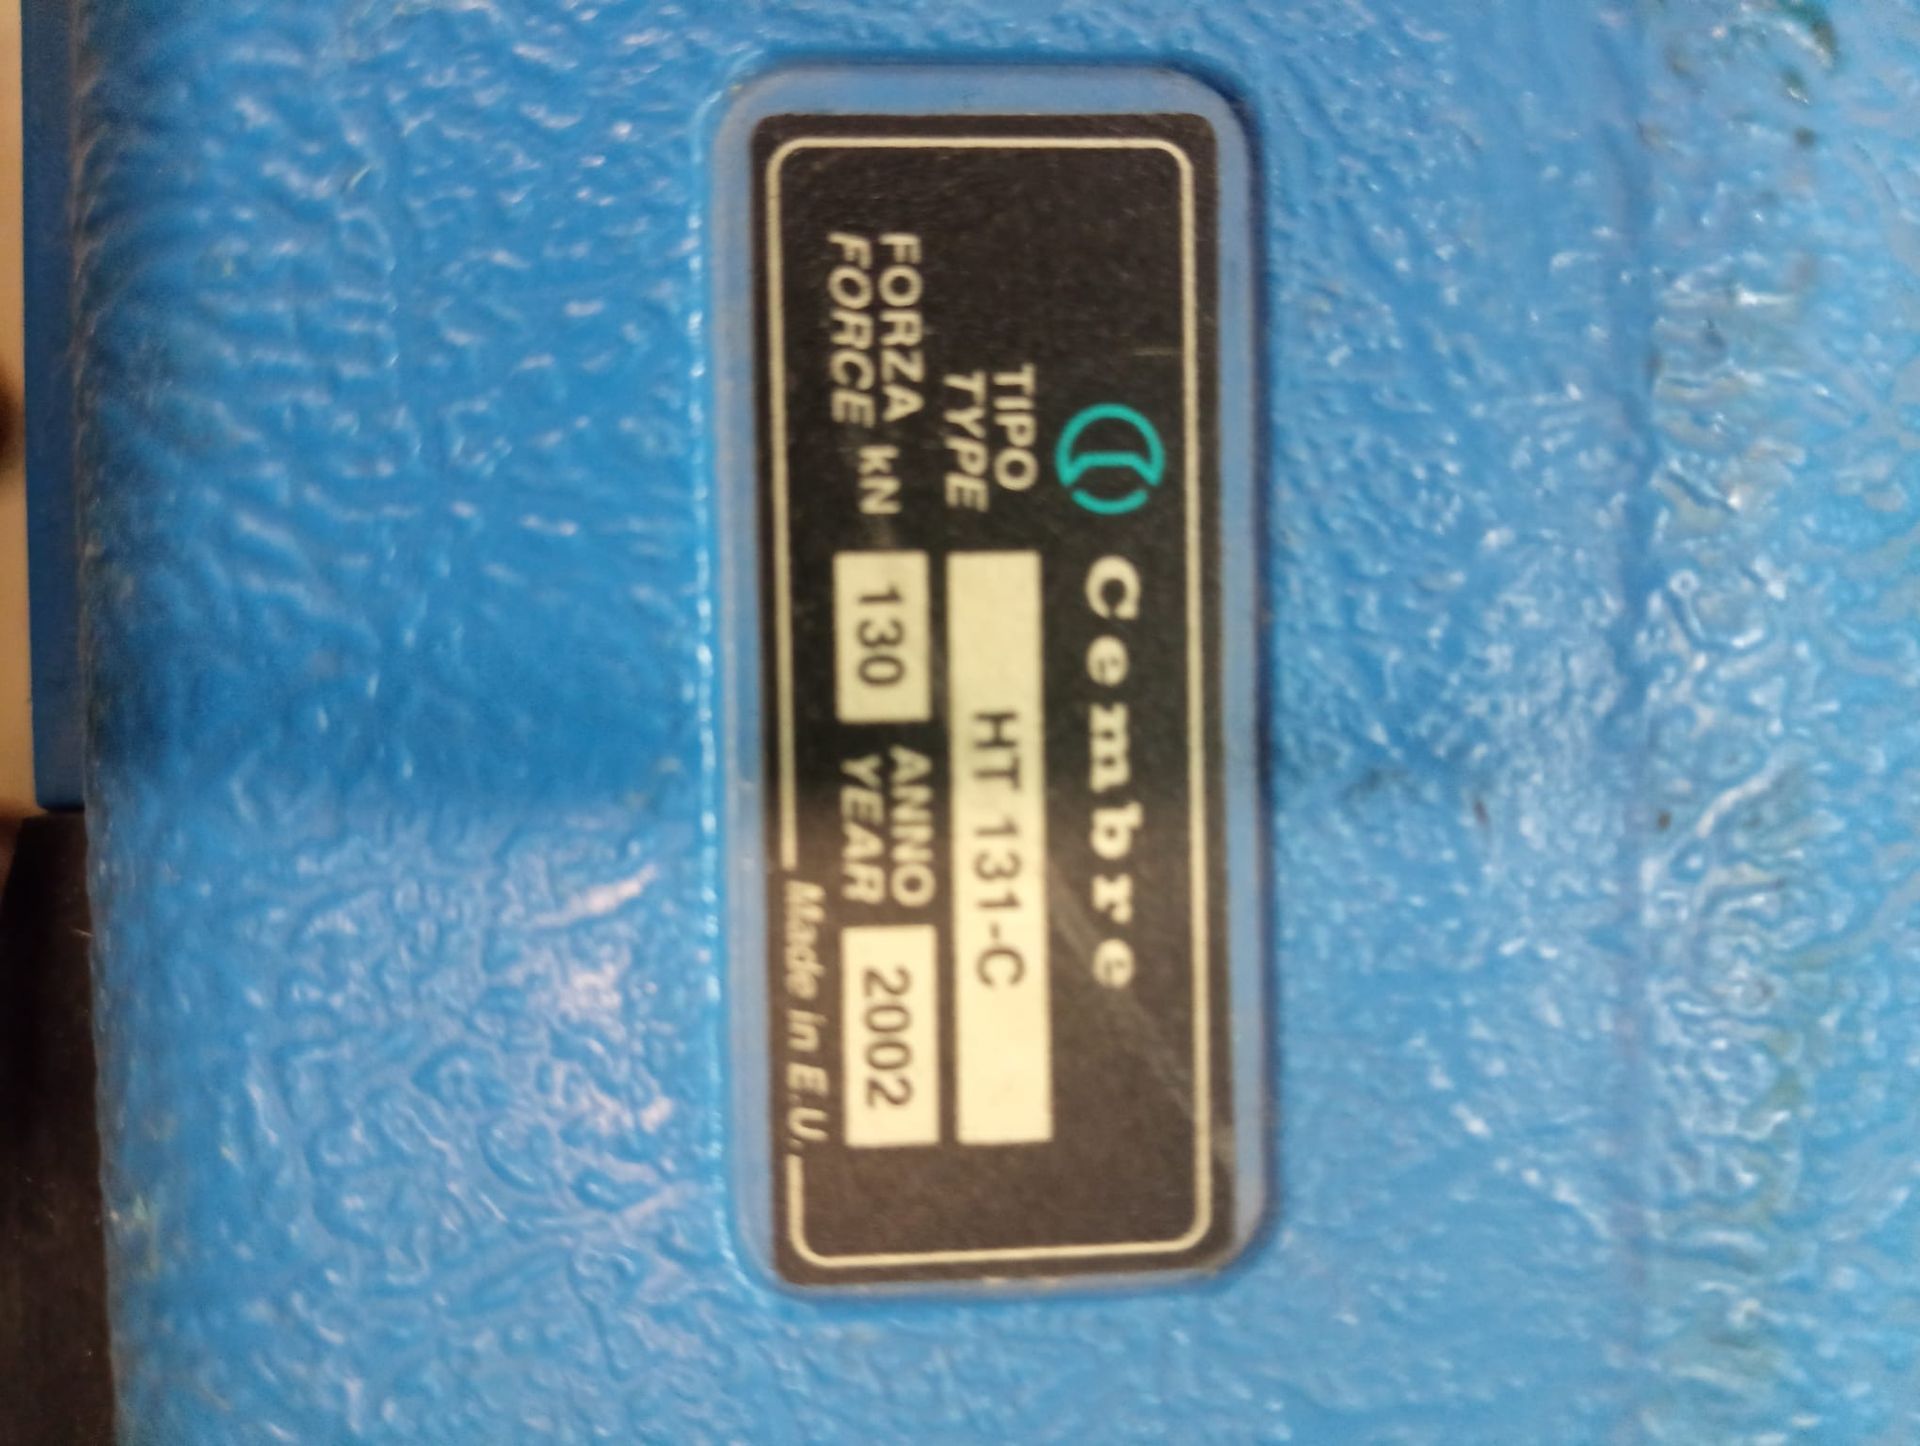 Cembre
TIPO
TYPE
HT 131-C
FORZA
FORCE
kN
130
ANNO
YEAR
2002
Made in E.U.